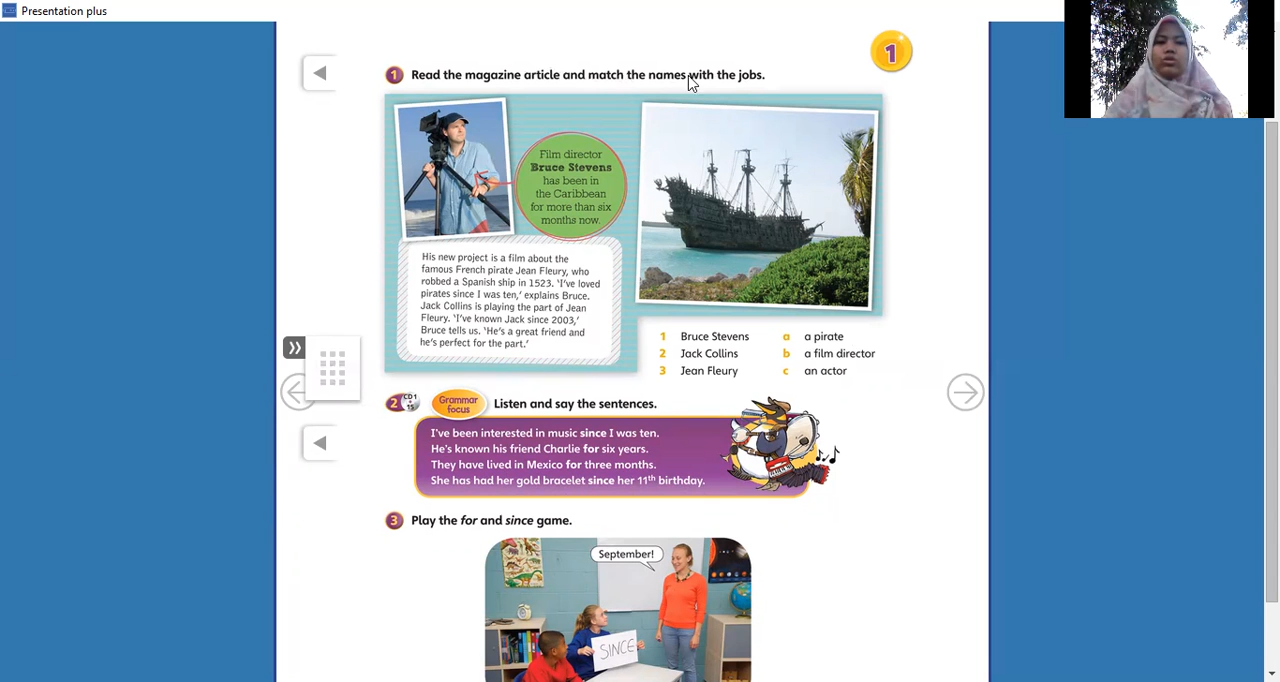 Presentation plus
1
1 Read the magazine article and match the names with the jobs.
Film director
Bruce Stevens
has been in
the Caribbean
for more than six
months now.
His new project is a film about the
famous French pirate Jean Fleury, who
robbed a Spanish ship in 1523. 'I've loved
pirates since I was ten,' explains Bruce.
Jack Collins is playing the part of Jean
Fleury. 'I've known Jack since 2003,'
Bruce tells us. 'He's a great friend and
he's perfect for the part.'
1 Bruce Stevens a a pirate
2 Jack Collins b a film director
3 Jean Fleury c an actor
2 CD1 15 Grammar focus Listen and say the sentences.
I've been interested in music since I was ten.
He's known his friend Charlie for six years.
They have lived in Mexico for three months.
She has had her gold bracelet since her 11th birthday.
3 Play the for and since game.
September!
SINCE